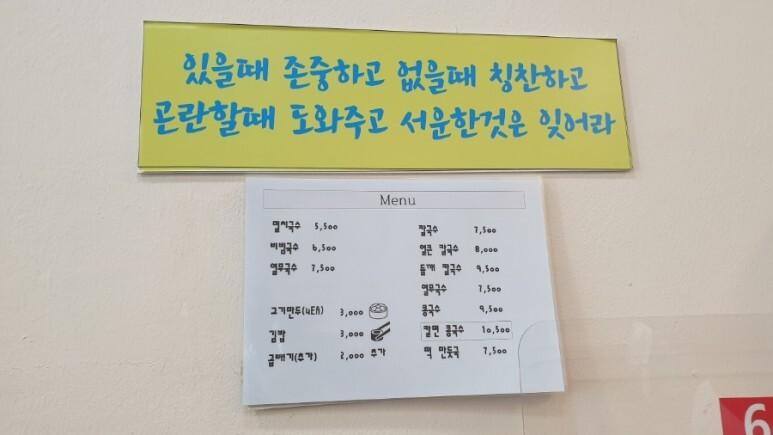 있을때 존중하고 없을때 칭찬하고
곤란할때 도와주고 서운한것은 잊어라
Menu
멸치국수 5,500
비빔국수 6,500
열무국수 7,500
고기만두(4EA) 3,000
김밥 3,000
곱배기(추가) 2,000 추가
칼국수 7,500
얼큰 칼국수 8,000
들깨 칼국수 9,500
열무국수 7,500
콩국수 9,500
칼면 콩국수 10,500
떡 만둣국 7,500
6